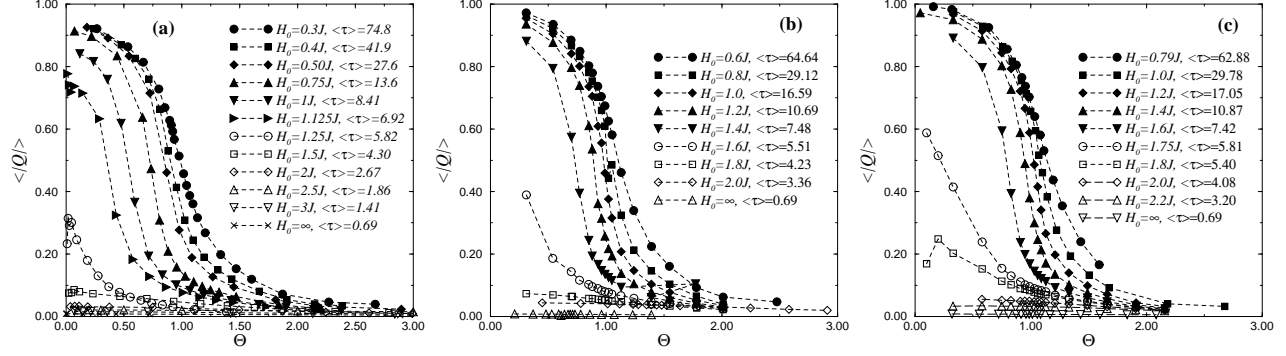 (a)
H₀=0.3J, <τ>=74.8
H₀=0.4J, <τ>=41.9
H₀=0.50J, <τ>=27.6
H₀=0.75J, <τ>=13.6
H₀=1J, <τ>=8.41
H₀=1.125J, <τ>=6.92
H₀=1.25J, <τ>=5.82
H₀=1.5J, <τ>=4.30
H₀=2J, <τ>=2.67
H₀=2.5J, <τ>=1.86
H₀=3J, <τ>=1.41
H₀=∞, <τ>=0.69
1.00
0.80
0.60
0.40
0.20
0.00
<|Q|>
0.00 0.50 1.00 1.50 2.00 2.50 3.00
Θ
(b)
H₀=0.6J, <τ>=64.64
H₀=0.8J, <τ>=29.12
H₀=1.0, <τ>=16.59
H₀=1.2J, <τ>=10.69
H₀=1.4J, <τ>=7.48
H₀=1.6J, <τ>=5.51
H₀=1.8J, <τ>=4.23
H₀=2.0J, <τ>=3.36
H₀=∞, <τ>=0.69
1.00
0.80
0.60
0.40
0.20
0.00
<|Q|>
0.00 1.00 2.00 3.00
Θ
(c)
H₀=0.79J, <τ>=62.88
H₀=1.0J, <τ>=29.78
H₀=1.2J, <τ>=17.05
H₀=1.4J, <τ>=10.87
H₀=1.6J, <τ>=7.42
H₀=1.75J, <τ>=5.81
H₀=1.8J, <τ>=5.40
H₀=2.0J, <τ>=4.08
H₀=2.2J, <τ>=3.20
H₀=∞, <τ>=0.69
1.00
0.80
0.60
0.40
0.20
0.00
<|Q|>
0.00 1.00 2.00 3.00
Θ